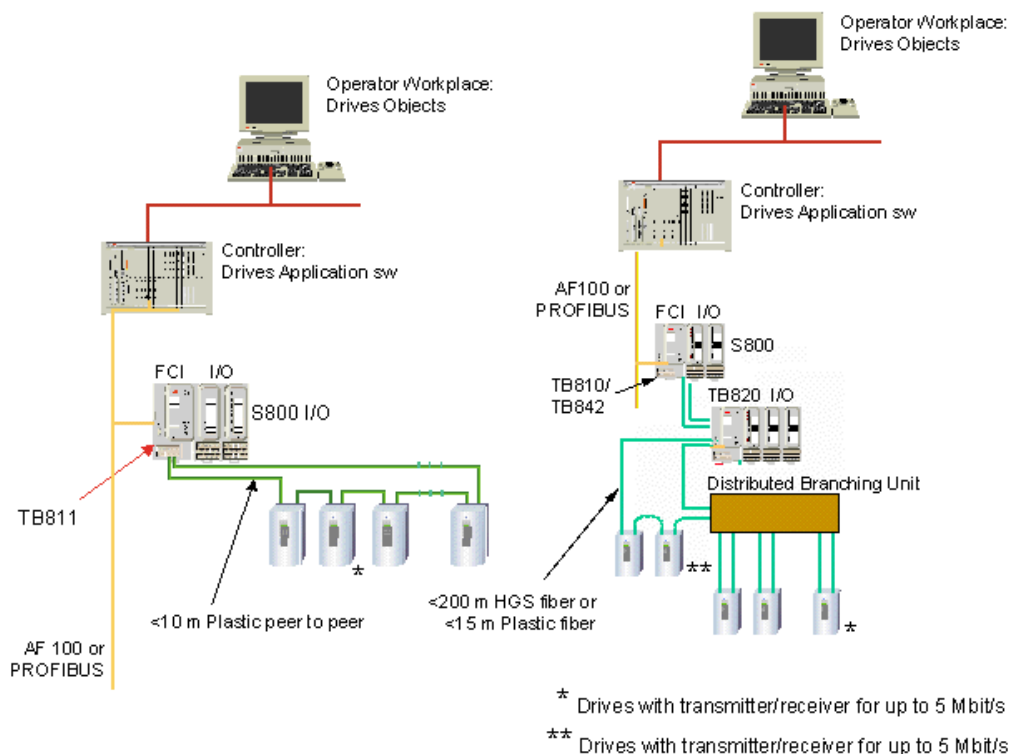 Operator Workplace:
Drives Objects
Controller:
Drives Application sw
FCI I/O
S800 I/O
TB811
<10 m Plastic peer to peer
*
AF 100 or
PROFIBUS
Operator Workplace:
Drives Objects
Controller:
Drives Application sw
AF100 or
PROFIBUS
FCI I/O
S800
TB810/
TB842
TB820 I/O
Distributed Branching Unit
**
<200 m HGS fiber or
<15 m Plastic fiber
*
* Drives with transmitter/receiver for up to 5 Mbit/s
** Drives with transmitter/receiver for up to 5 Mbit/s